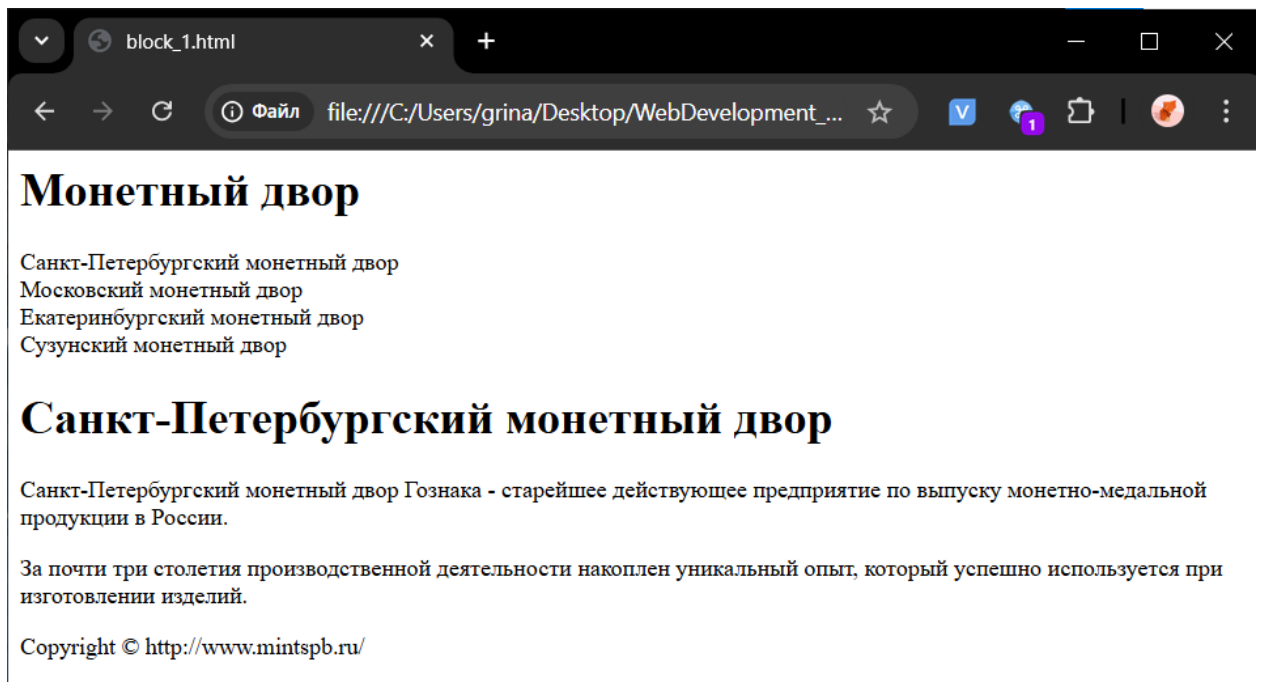 block_1.html
Файл file:///C:/Users/grina/Desktop/WebDevelopment_...
V
1
Монетный двор
Санкт-Петербургский монетный двор
Московский монетный двор
Екатеринбургский монетный двор
Сузунский монетный двор
Санкт-Петербургский монетный двор
Санкт-Петербургский монетный двор Гознака - старейшее действующее предприятие по выпуску монетно-медальной
продукции в России.
За почти три столетия производственной деятельности накоплен уникальный опыт, который успешно используется при
изготовлении изделий.
Copyright © http://www.mintspb.ru/